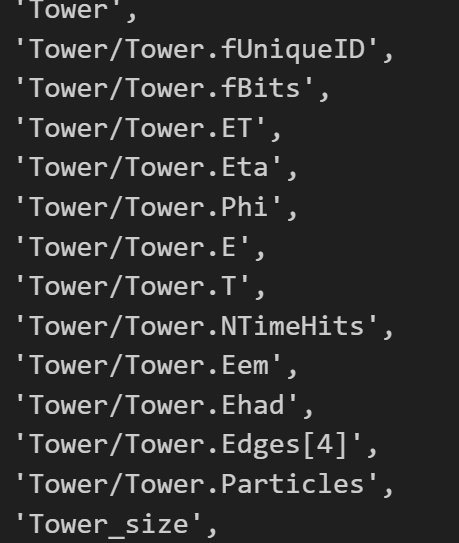 'Tower',
'Tower/Tower.fUniqueID',
'Tower/Tower.fBits',
'Tower/Tower.ET',
'Tower/Tower.Eta',
'Tower/Tower.Phi',
'Tower/Tower.E',
'Tower/Tower.T',
'Tower/Tower.NTimeHits',
'Tower/Tower.Eem',
'Tower/Tower.Ehad',
'Tower/Tower.Edges[4]',
'Tower/Tower.Particles',
'Tower_size',